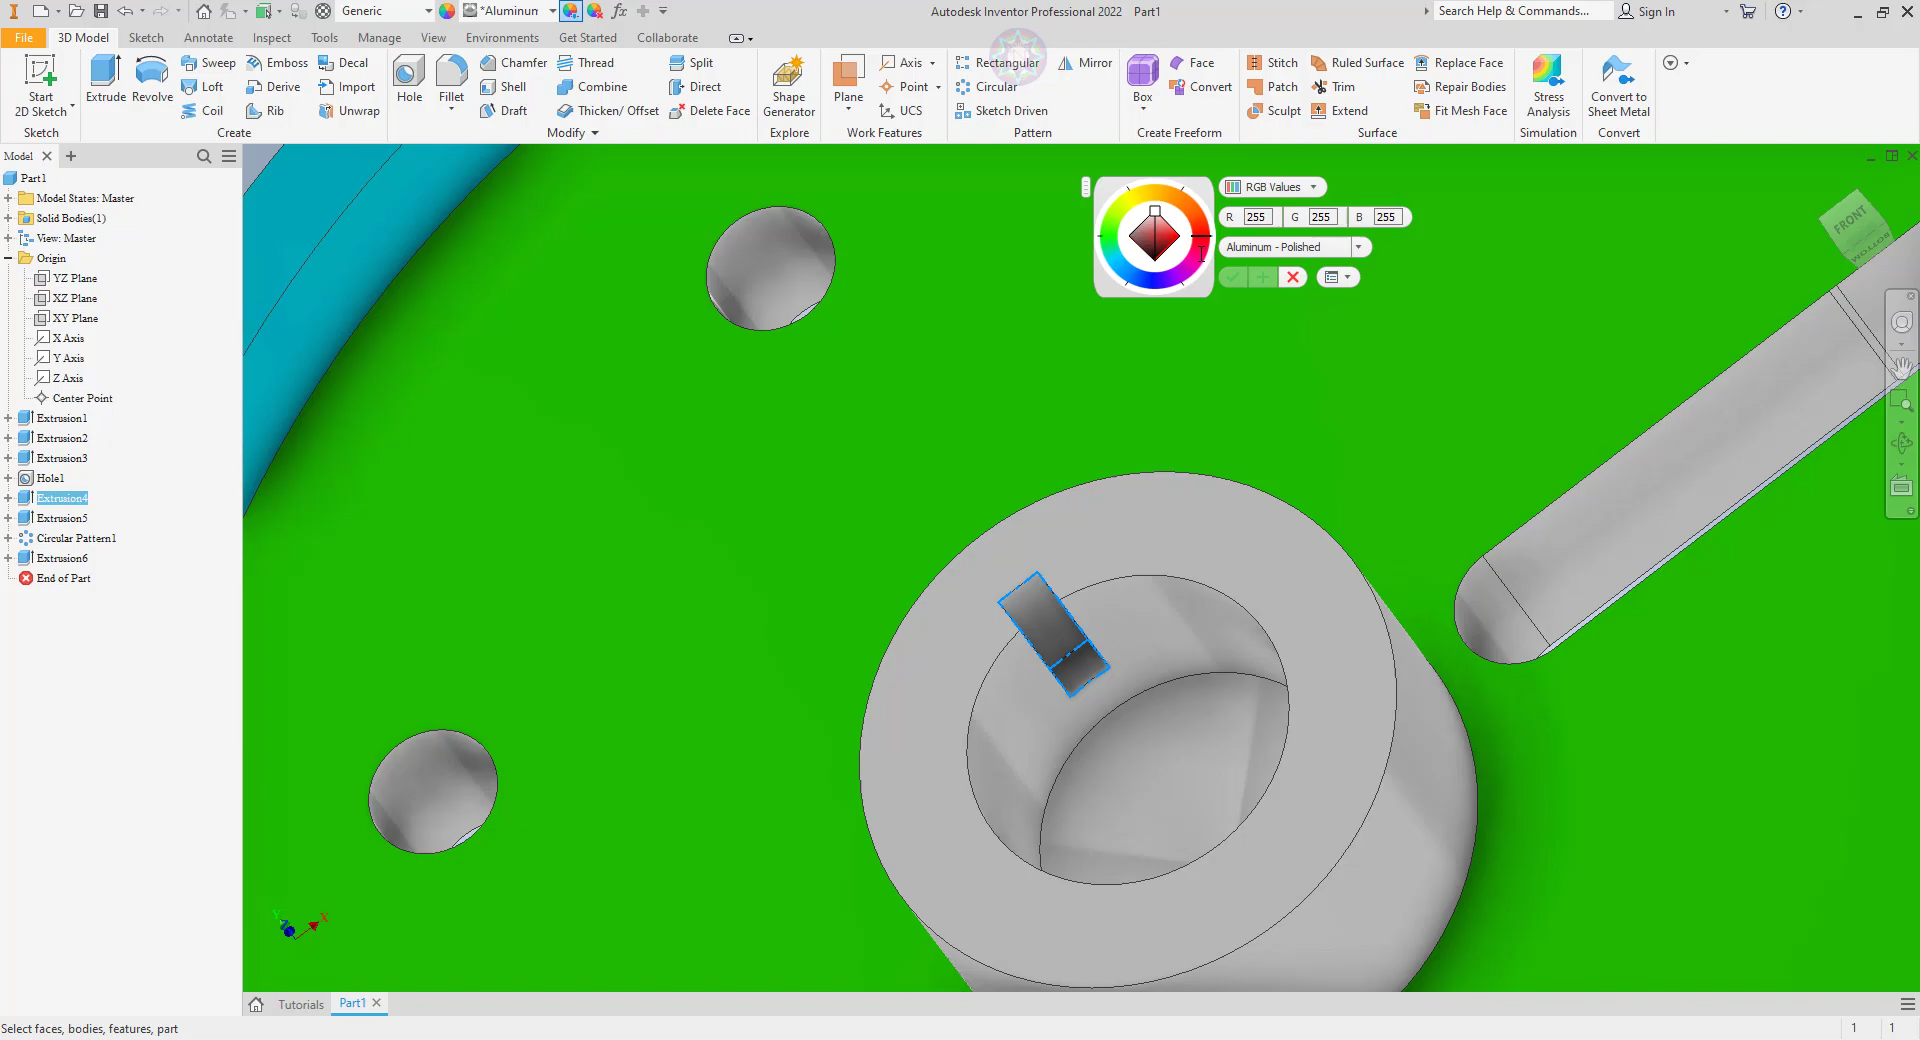 Generic
*Aluminum
Autodesk Inventor Professional 2022 Part1
Search Help & Commands...
Sign In
File
3D Model
Sketch
Annotate
Inspect
Tools
Manage
View
Environments
Get Started
Collaborate
Start
2D Sketch
Sketch
Extrude
Revolve
Sweep
Loft
Coil
Emboss
Derive
Rib
Decal
Import
Unwrap
Create
Hole
Fillet
Chamfer
Shell
Draft
Thread
Combine
Thicken/ Offset
Split
Direct
Delete Face
Modify
Shape
Generator
Explore
Plane
Axis
Point
UCS
Work Features
Rectangular
Circular
Sketch Driven
Mirror
Pattern
Box
Face
Convert
Create Freeform
Stitch
Patch
Sculpt
Ruled Surface
Trim
Extend
Replace Face
Repair Bodies
Fit Mesh Face
Surface
Stress
Analysis
Simulation
Convert to
Sheet Metal
Convert
Model
Part1
Model States: Master
Solid Bodies(1)
View: Master
Origin
YZ Plane
XZ Plane
XY Plane
X Axis
Y Axis
Z Axis
Center Point
Extrusion1
Extrusion2
Extrusion3
Hole1
Extrusion4
Extrusion5
Circular Pattern1
Extrusion6
End of Part
RGB Values
R 255 G 255 B 255
Aluminum - Polished
FRONT
BOTTOM
Y
Z
X
Tutorials
Part1
Select faces, bodies, features, part
1 1